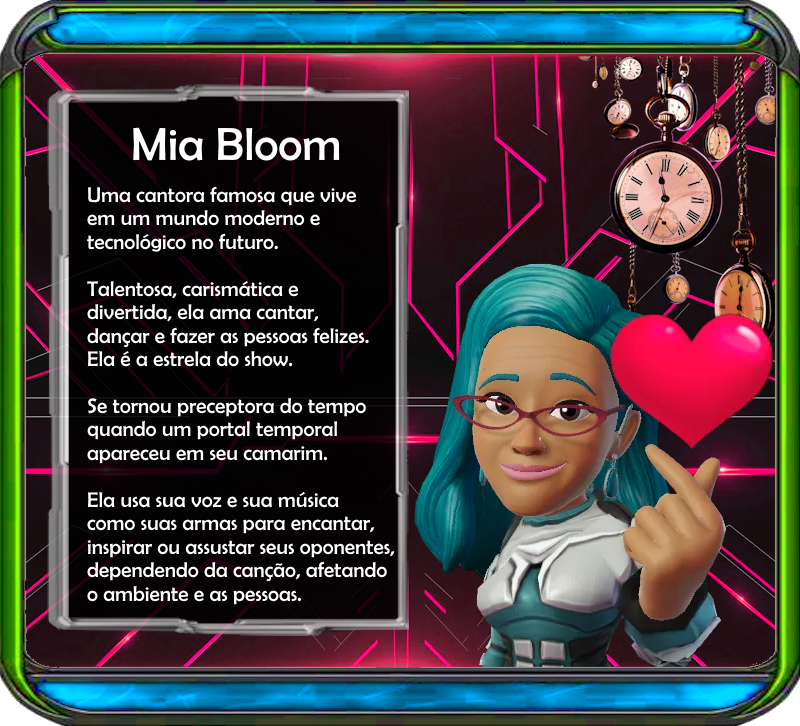 Mia Bloom
Uma cantora famosa que vive
em um mundo moderno e
tecnológico no futuro.
Talentosa, carismática e
divertida, ela ama cantar,
dançar e fazer as pessoas felizes.
Ela é a estrela do show.
Se tornou preceptora do tempo
quando um portal temporal
apareceu em seu camarim.
Ela usa sua voz e sua música
como suas armas para encantar,
inspirar ou assustar seus oponentes,
dependendo da canção, afetando
o ambiente e as pessoas.